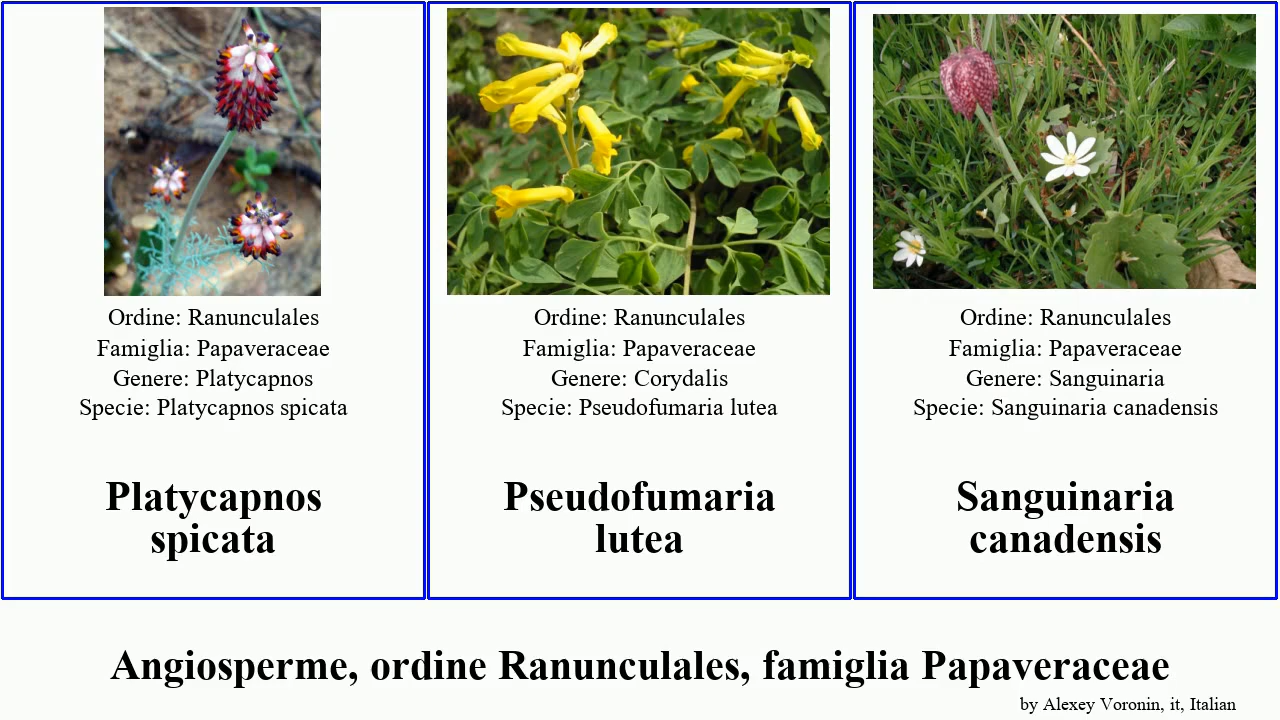 Ordine: Ranunculales
Famiglia: Papaveraceae
Genere: Platycapnos
Specie: Platycapnos spicata
Platycapnos
spicata
Ordine: Ranunculales
Famiglia: Papaveraceae
Genere: Corydalis
Specie: Pseudofumaria lutea
Pseudofumaria
lutea
Ordine: Ranunculales
Famiglia: Papaveraceae
Genere: Sanguinaria
Specie: Sanguinaria canadensis
Sanguinaria
canadensis
Angiosperme, ordine Ranunculales, famiglia Papaveraceae
by Alexey Voronin, it, Italian